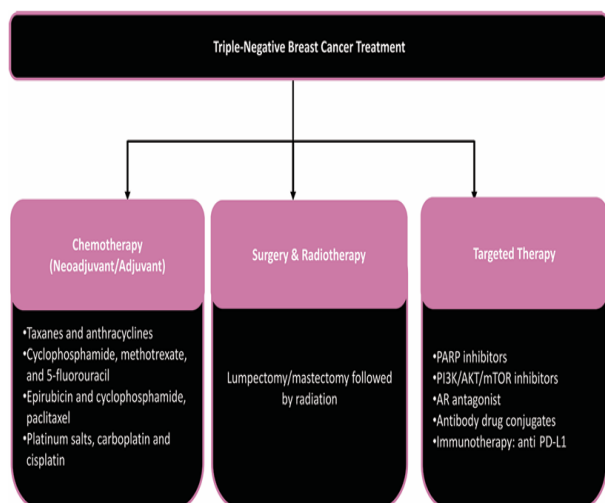 Triple-Negative Breast Cancer Treatment
Chemotherapy
(Neoadjuvant/Adjuvant)
•Taxanes and anthracyclines
•Cyclophosphamide, methotrexate,
and 5-fluorouracil
•Epirubicin and cyclophosphamide,
paclitaxel
•Platinum salts, carboplatin and
cisplatin
Surgery & Radiotherapy
Lumpectomy/mastectomy followed
by radiation
Targeted Therapy
•PARP inhibitors
•PI3K/AKT/mTOR inhibitors
•AR antagonist
•Antibody drug conjugates
•Immunotherapy: anti PD-L1